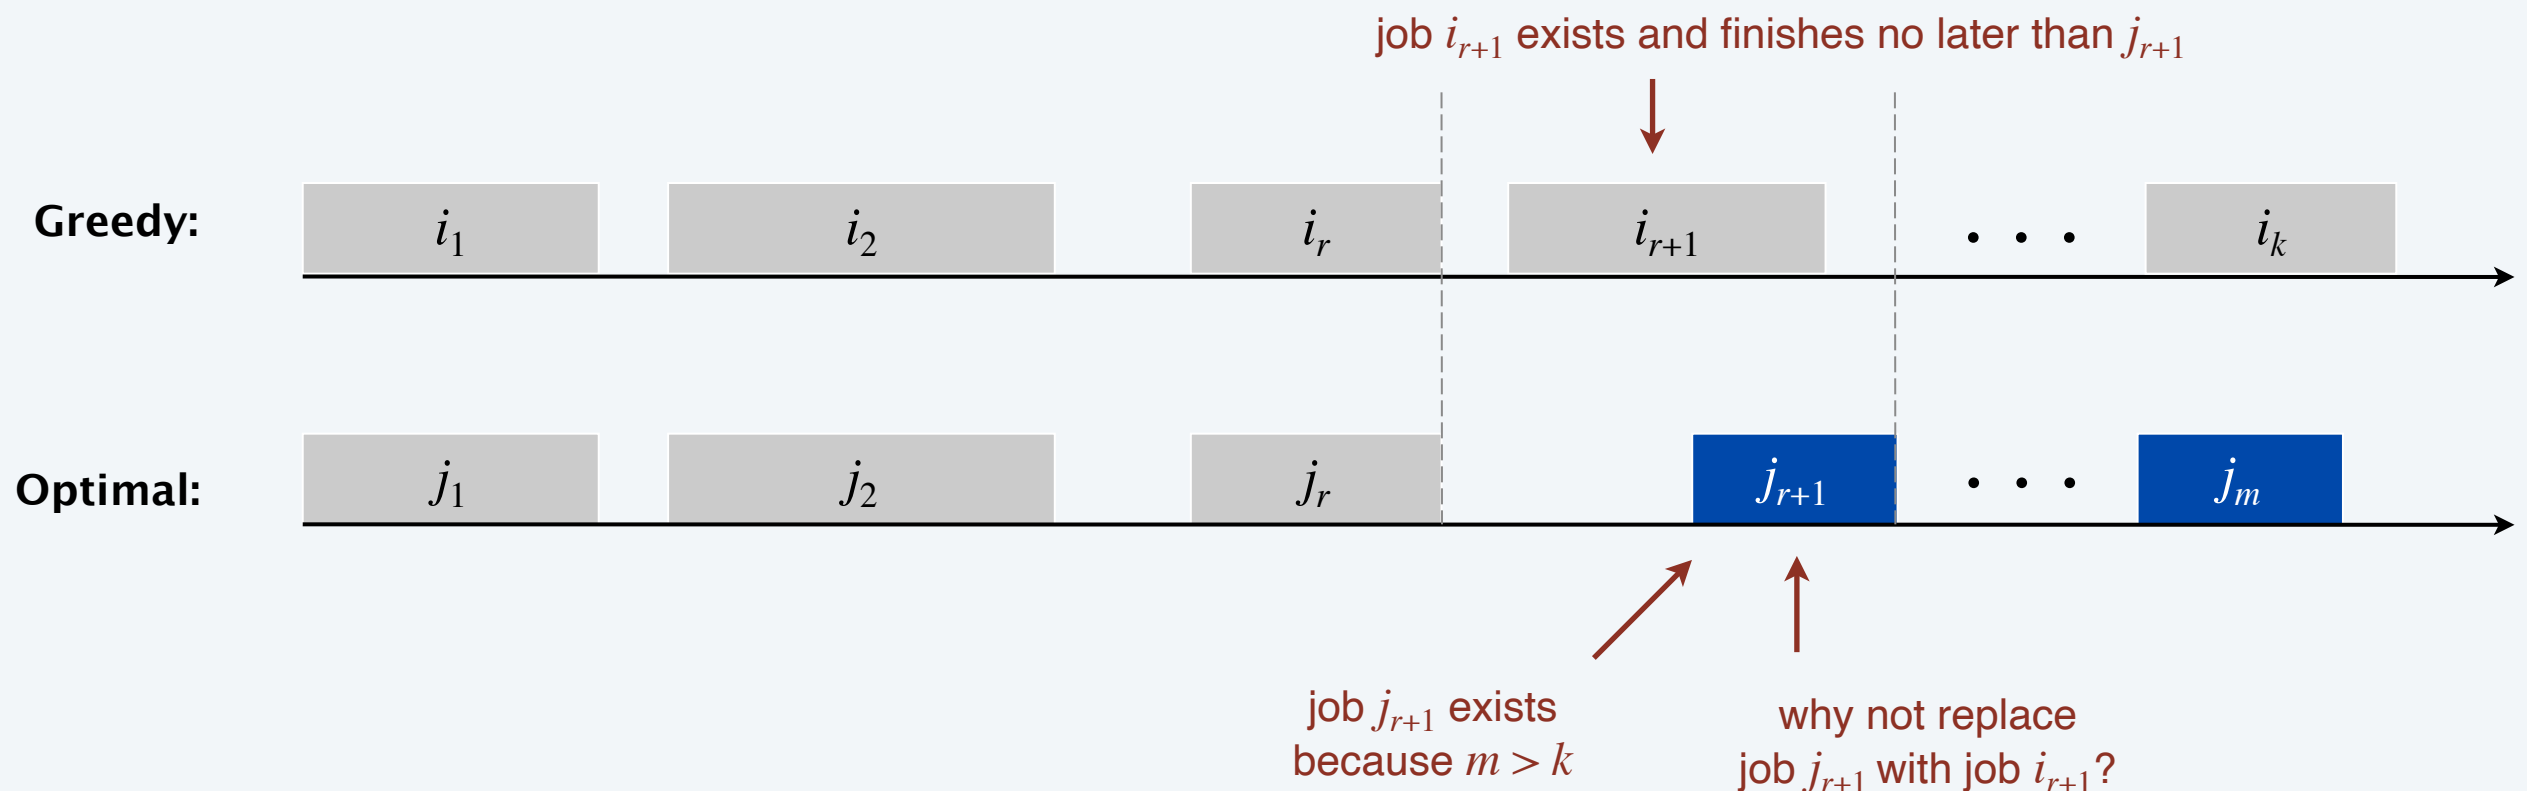 job i_{r+1} exists and finishes no later than j_{r+1}
Greedy: i_1 i_2 i_r i_{r+1} . . . i_k
Optimal: j_1 j_2 j_r j_{r+1} . . . j_m
job j_{r+1} exists
because m > k
why not replace
job j_{r+1} with job i_{r+1}?